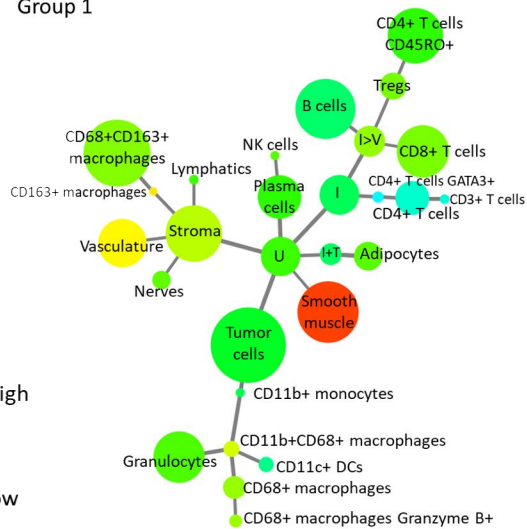 Group 1
CD4+ T cells
CD45RO+
Tregs
B cells
I>V
CD8+ T cells
NK cells
CD68+CD163+
macrophages
Lymphatics
CD163+ macrophages
Plasma
cells
I
CD4+ T cells GATA3+
CD3+ T cells
CD4+ T cells
Stroma
Vasculature
U
I+T
Adipocytes
Nerves
Smooth
muscle
Tumor
cells
igh
CD11b+ monocytes
CD11b+CD68+ macrophages
Granulocytes
CD11c+ DCs
CD68+ macrophages
ow
CD68+ macrophages Granzyme B+